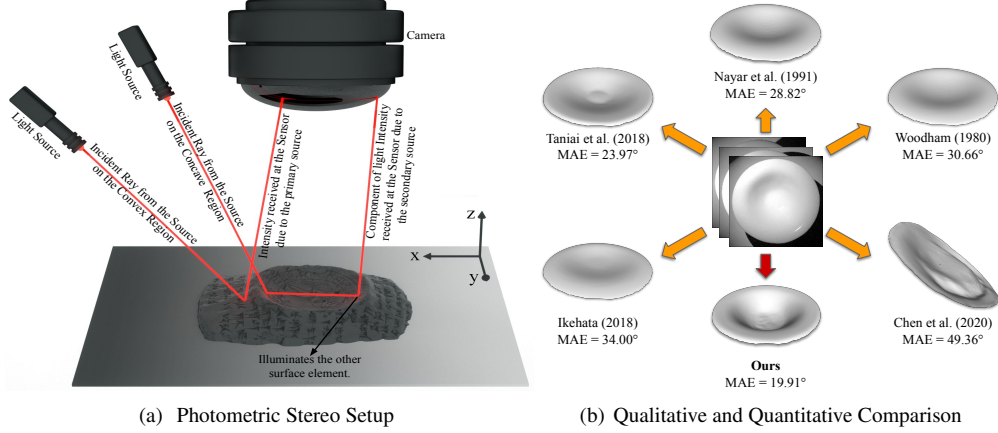 Light Source
Light Source
Camera
Incident Ray from the Source
on the Convex Region
Incident Ray from the Source
on the Concave Region
Intensity received at the Sensor
due to the primary source
Component of light Intensity
received at the Sensor due to
the secondary source
z
x
y
Illuminates the other
surface element.
(a) Photometric Stereo Setup
Nayar et al. (1991)
MAE = 28.82°
Taniai et al. (2018)
MAE = 23.97°
Woodham (1980)
MAE = 30.66°
Ikehata (2018)
MAE = 34.00°
Chen et al. (2020)
MAE = 49.36°
Ours
MAE = 19.91°
(b) Qualitative and Quantitative Comparison